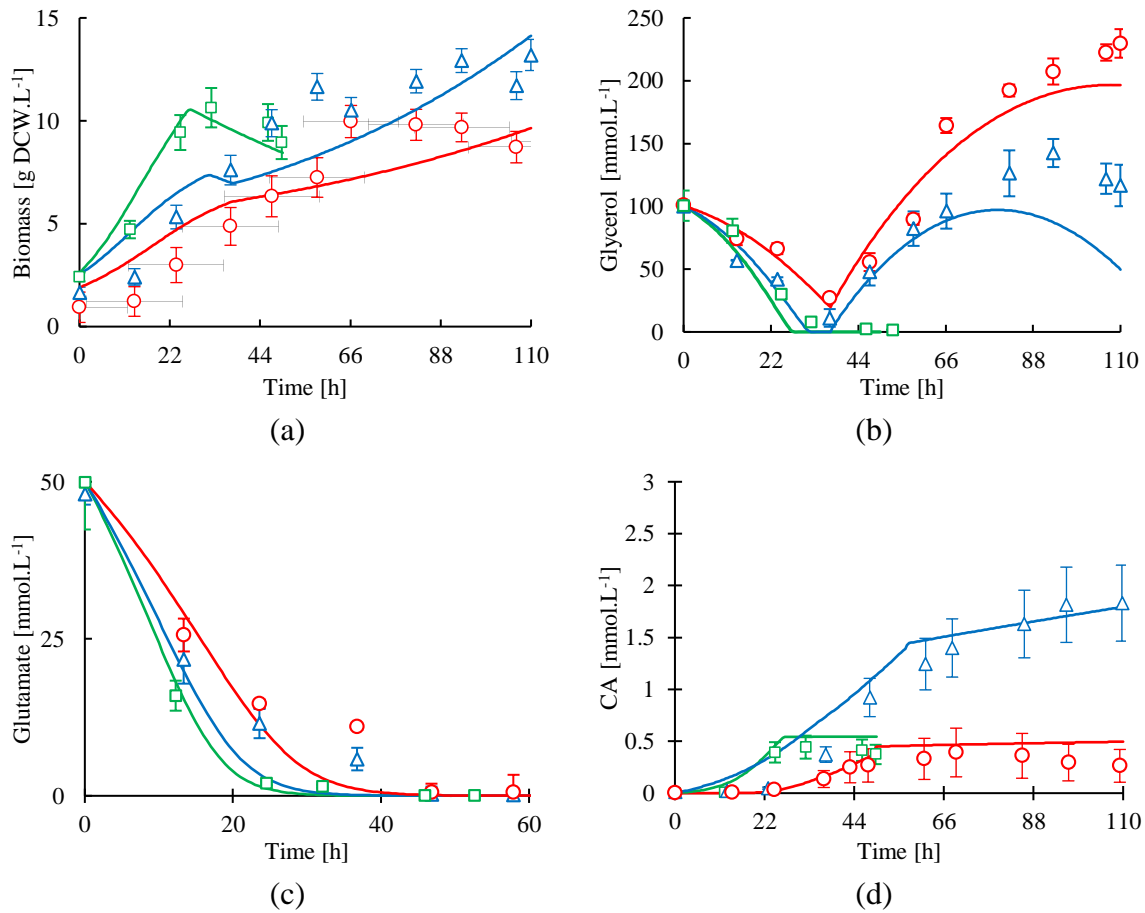 15
10
5
0
Biomass [g DCW.L⁻¹]
0 22 44 66 88 110
Time [h]
(a)
250
200
150
100
50
0
Glycerol [mmol.L⁻¹]
0 22 44 66 88 110
Time [h]
(b)
50
25
0
Glutamate [mmol.L⁻¹]
0 20 40 60
Time [h]
(c)
3
2.5
2
1.5
1
0.5
0
CA [mmol.L⁻¹]
0 22 44 66 88 110
Time [h]
(d)